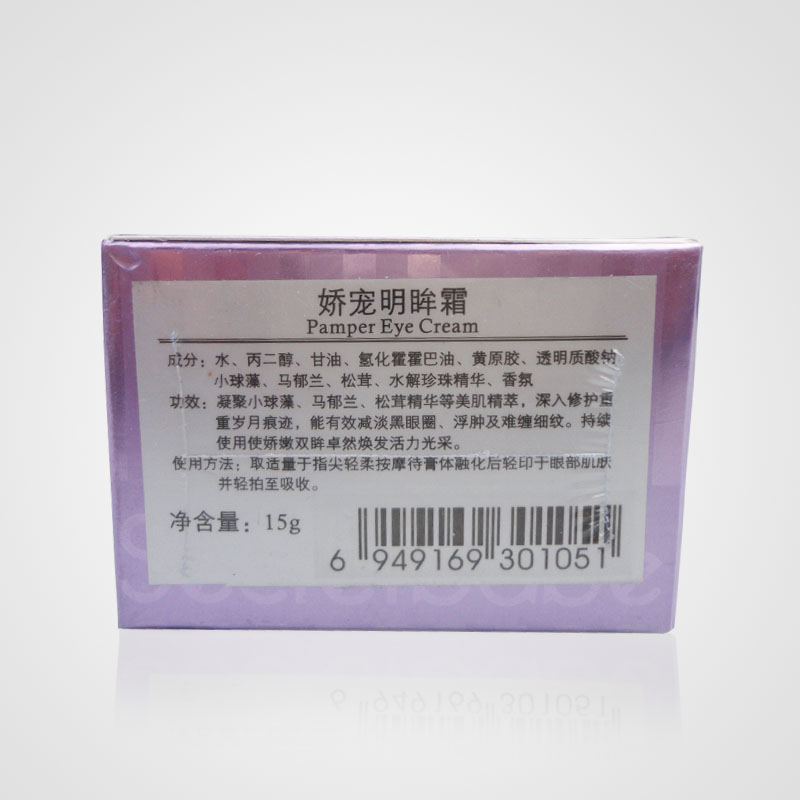 娇宠明眸霜
Pamper Eye Cream
成分：水、丙二醇、甘油、氢化霍霍巴油、黄原胶、透明质酸钠
小球藻、马郁兰、松茸、水解珍珠精华、香氛
功效：凝聚小球藻、马郁兰、松茸精华等美肌精萃，深入修护重
重岁月痕迹，能有效减淡黑眼圈、浮肿及难缠细纹。持续
使用使娇嫩双眸卓然焕发活力光采。
使用方法：取适量于指尖轻柔按摩待膏体融化后轻印于眼部肌肤
并轻拍至吸收。
净含量：15g
6 949169 301051
Secretbabe